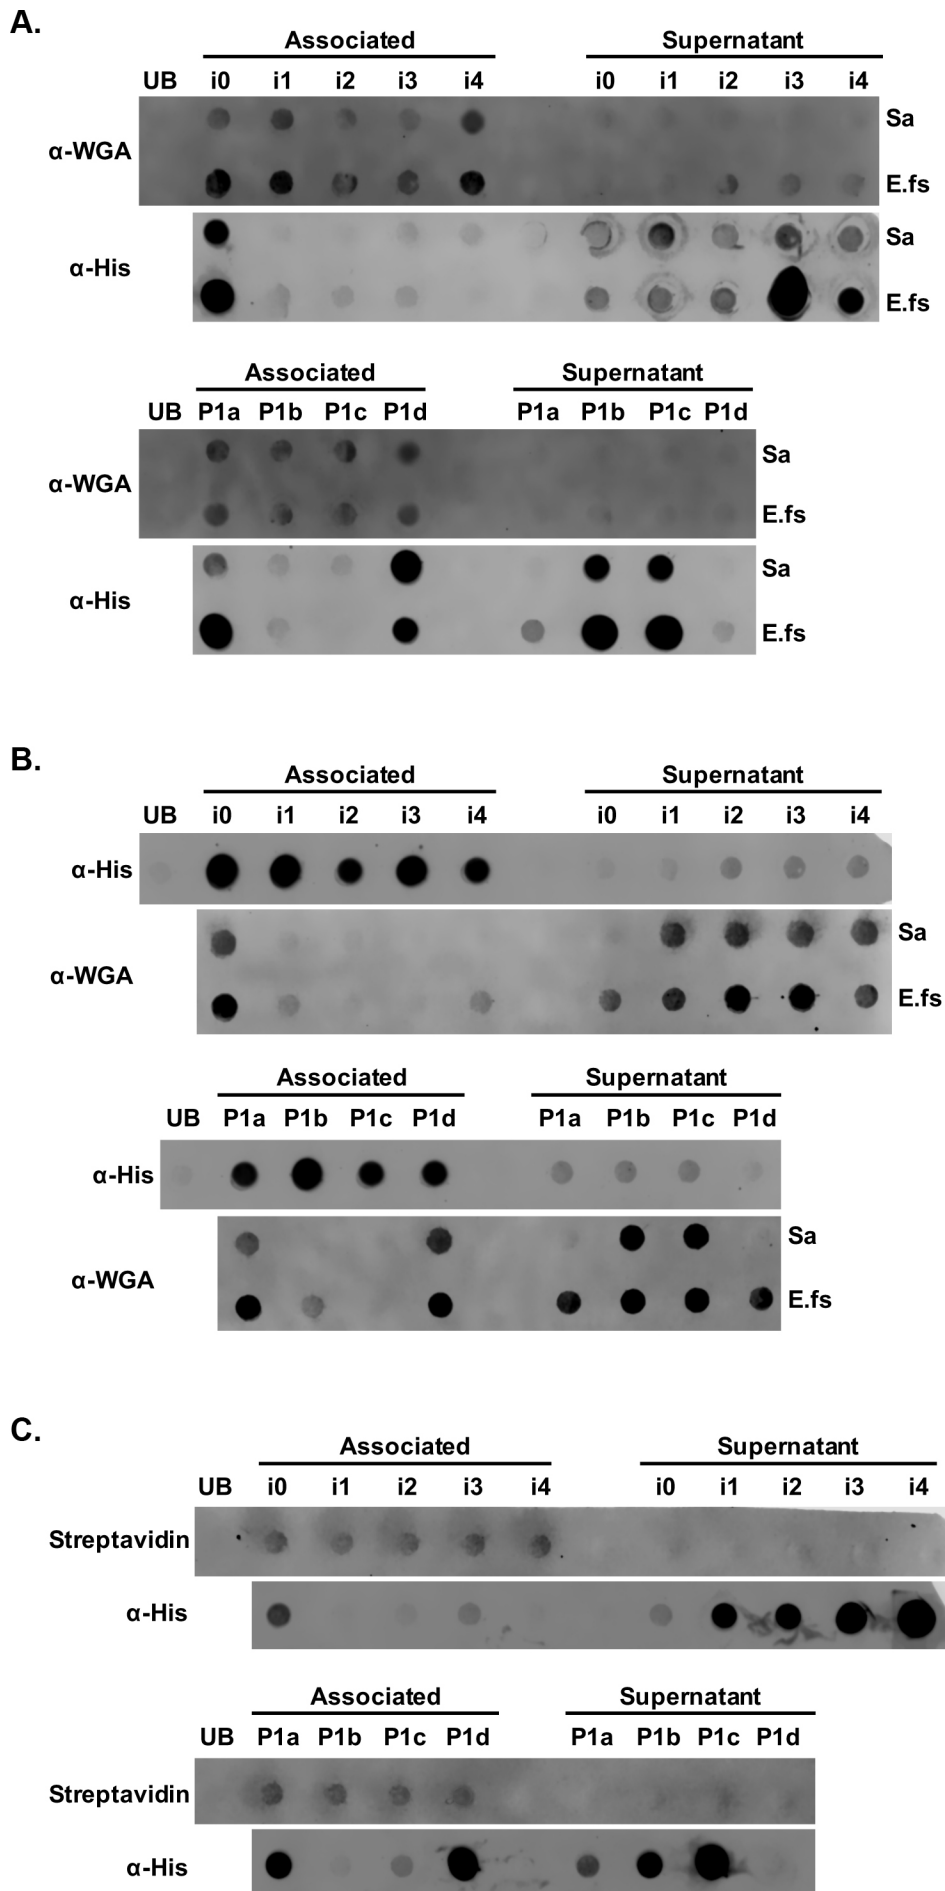 A.
Associated Supernatant
UB i0 i1 i2 i3 i4 i0 i1 i2 i3 i4
Sa
α-WGA
E.fs
Sa
α-His
E.fs
Associated Supernatant
UB P1a P1b P1c P1d P1a P1b P1c P1d
Sa
α-WGA
E.fs
Sa
α-His
E.fs
B.
Associated Supernatant
UB i0 i1 i2 i3 i4 i0 i1 i2 i3 i4
α-His
Sa
α-WGA
E.fs
Associated Supernatant
UB P1a P1b P1c P1d P1a P1b P1c P1d
α-His
Sa
α-WGA
E.fs
C.
Associated Supernatant
UB i0 i1 i2 i3 i4 i0 i1 i2 i3 i4
Streptavidin
α-His
Associated Supernatant
UB P1a P1b P1c P1d P1a P1b P1c P1d
Streptavidin
α-His